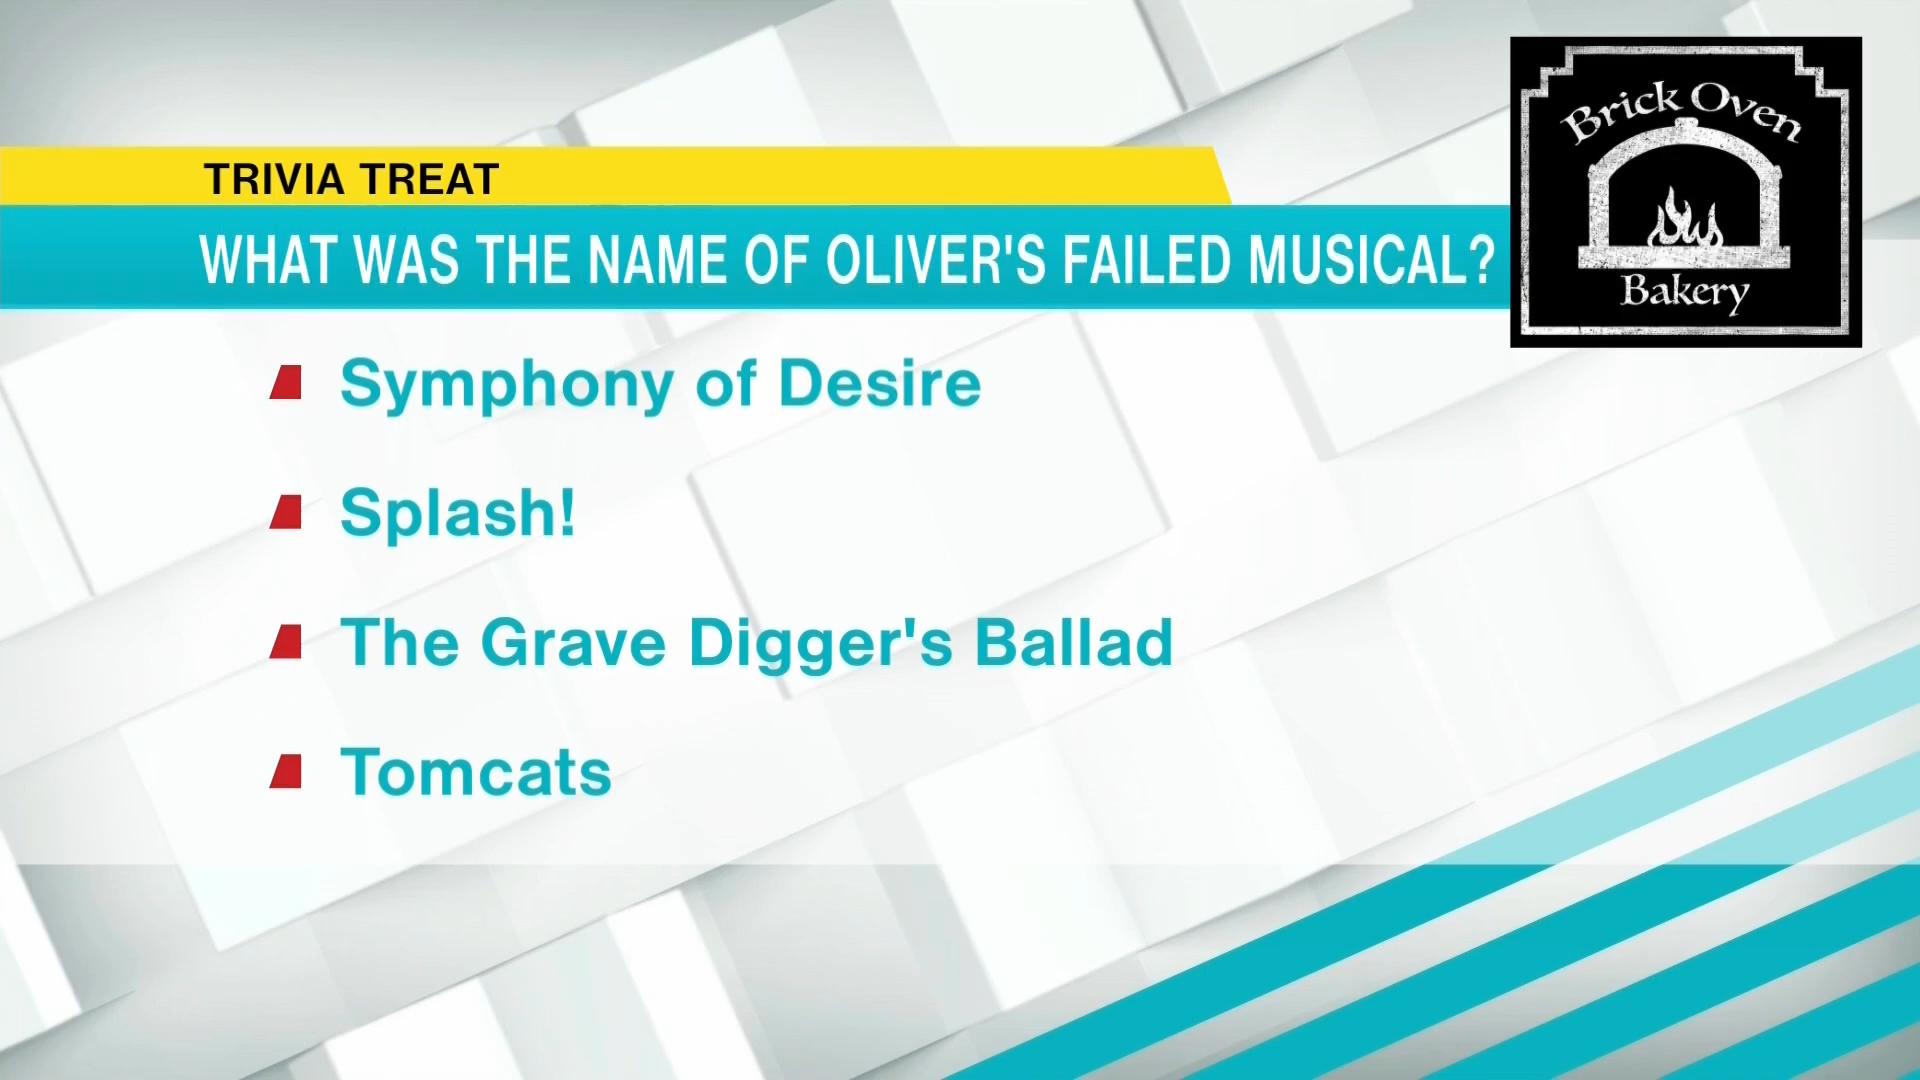 TRIVIA TREAT
WHAT WAS THE NAME OF OLIVER'S FAILED MUSICAL?
Brick Oven
Bakery
Symphony of Desire
Splash!
The Grave Digger's Ballad
Tomcats